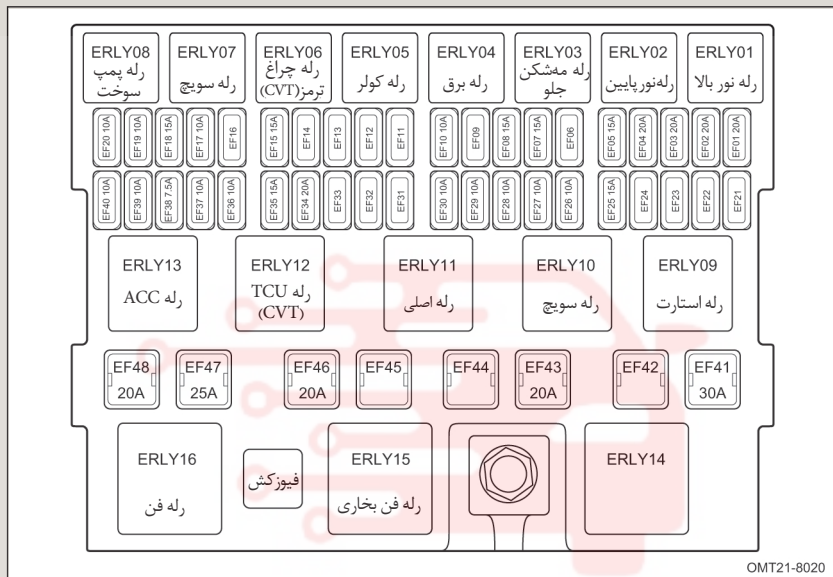 ERLY08
رله پمپ
سوخت
ERLY07
رله سویچ
ERLY06
رله چراغ
ترمز(CVT)
ERLY05
رله کولر
ERLY04
رله برق
ERLY03
رله مه‌شکن
جلو
ERLY02
رله‌نورپایین
ERLY01
رله نور بالا
EF20 10A
EF19 10A
EF18 15A
EF17 10A
EF16
EF15 15A
EF14
EF13
EF12
EF11
EF10 10A
EF09
EF08 15A
EF07 15A
EF06
EF05 15A
EF04 20A
EF03 20A
EF02 20A
EF01 20A
EF40 10A
EF39 10A
EF38 7.5A
EF37 10A
EF36 10A
EF35 15A
EF34 20A
EF33
EF32
EF31
EF30 10A
EF29 10A
EF28 10A
EF27 10A
EF26 10A
EF25 15A
EF24
EF23
EF22
EF21
ERLY13
رله ACC
ERLY12
رله TCU
(CVT)
ERLY11
رله اصلی
ERLY10
رله سویچ
ERLY09
رله استارت
EF48
20A
EF47
25A
EF46
20A
EF45
EF44
EF43
20A
EF42
EF41
30A
ERLY16
رله فن
فیوزکش
ERLY15
رله فن بخاری
ERLY14
OMT21-8020